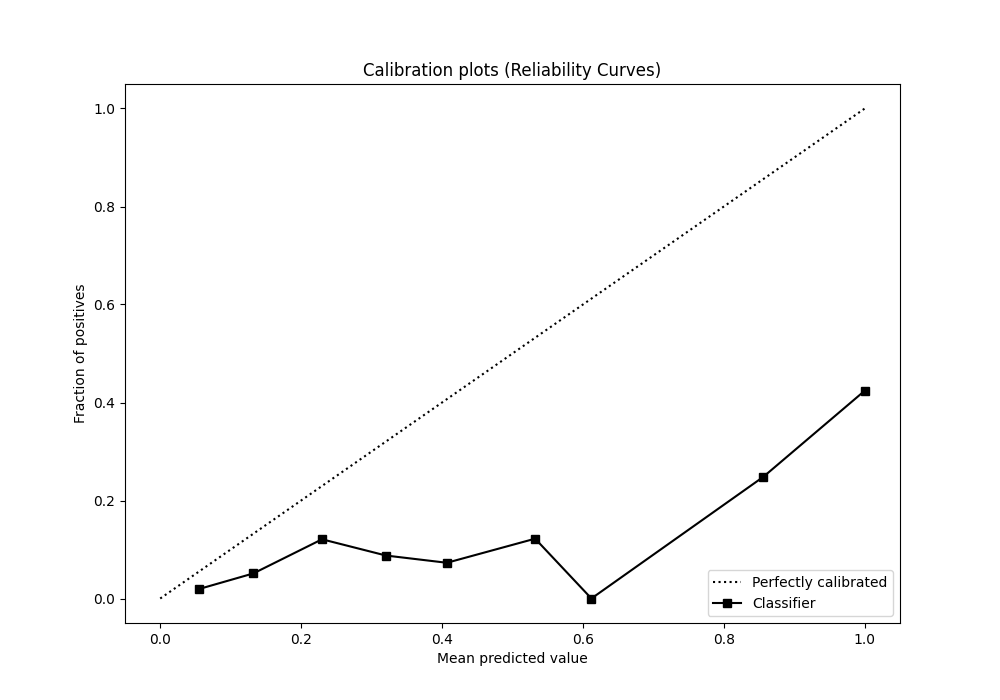 Calibration plots (Reliability Curves)
1.0
0.8
0.6
0.4
0.2
0.0
Fraction of positives
0.0 0.2 0.4 0.6 0.8 1.0
Mean predicted value
Perfectly calibrated
Classifier